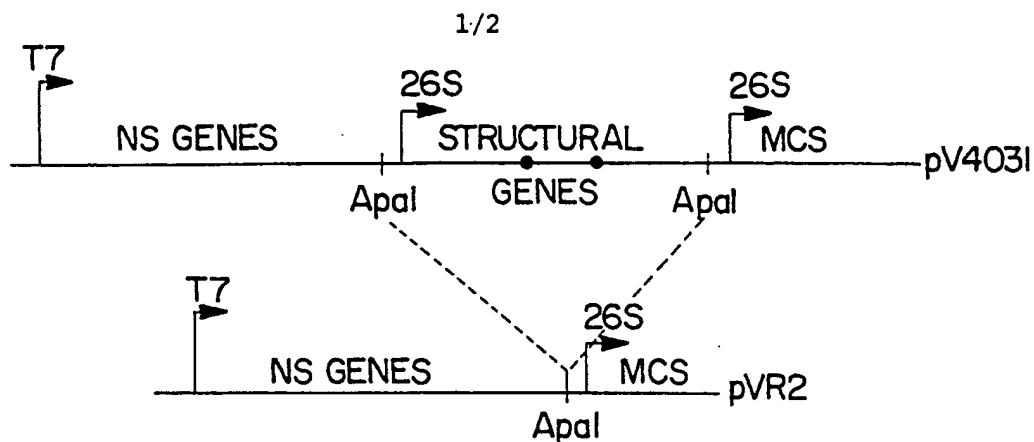 1/2
T7
26S
26S
NS GENES
STRUCTURAL
MCS
pV4031
ApaI
GENES
ApaI
T7
26S
NS GENES
MCS
pVR2
ApaI